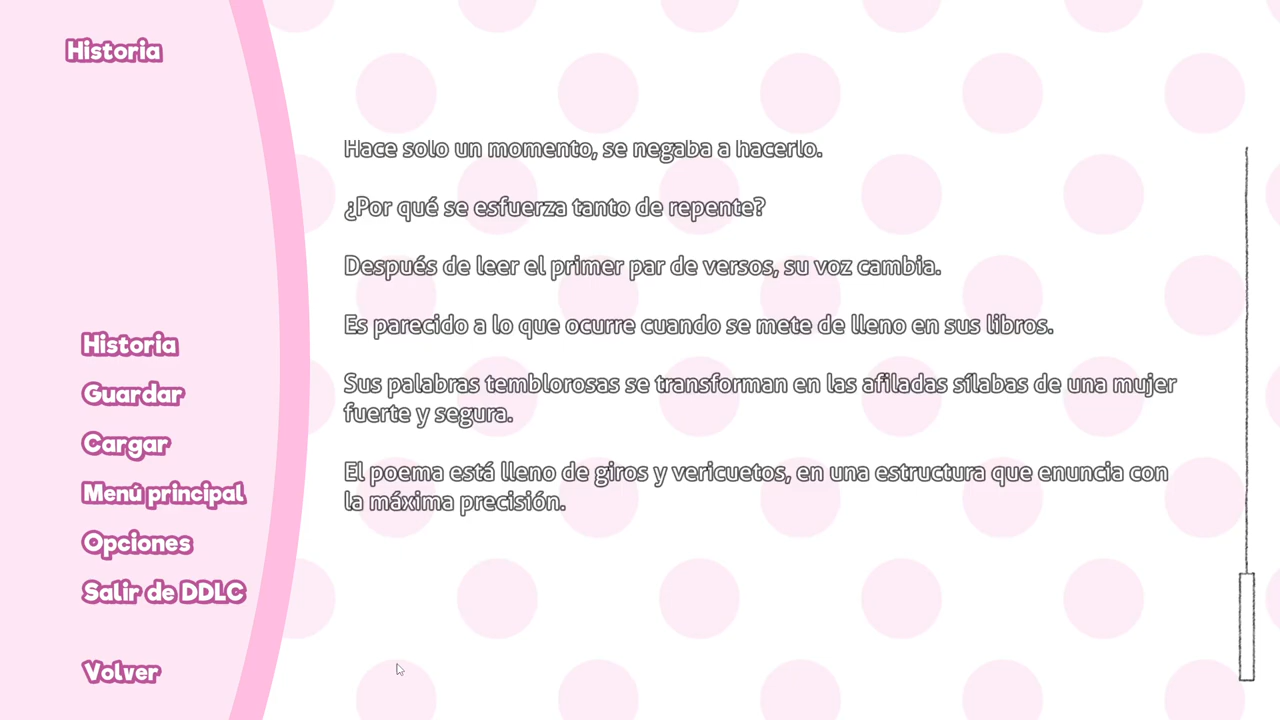 Historia
Hace solo un momento, se negaba a hacerlo.
¿Por qué se esfuerza tanto de repente?
Después de leer el primer par de versos, su voz cambia.
Es parecido a lo que ocurre cuando se mete de lleno en sus libros.
Sus palabras temblorosas se transforman en las afiladas sílabas de una mujer
fuerte y segura.
El poema está lleno de giros y vericuetos, en una estructura que enuncia con
la máxima precisión.
Historia
Guardar
Cargar
Menú principal
Opciones
Salir de DDLC
Volver